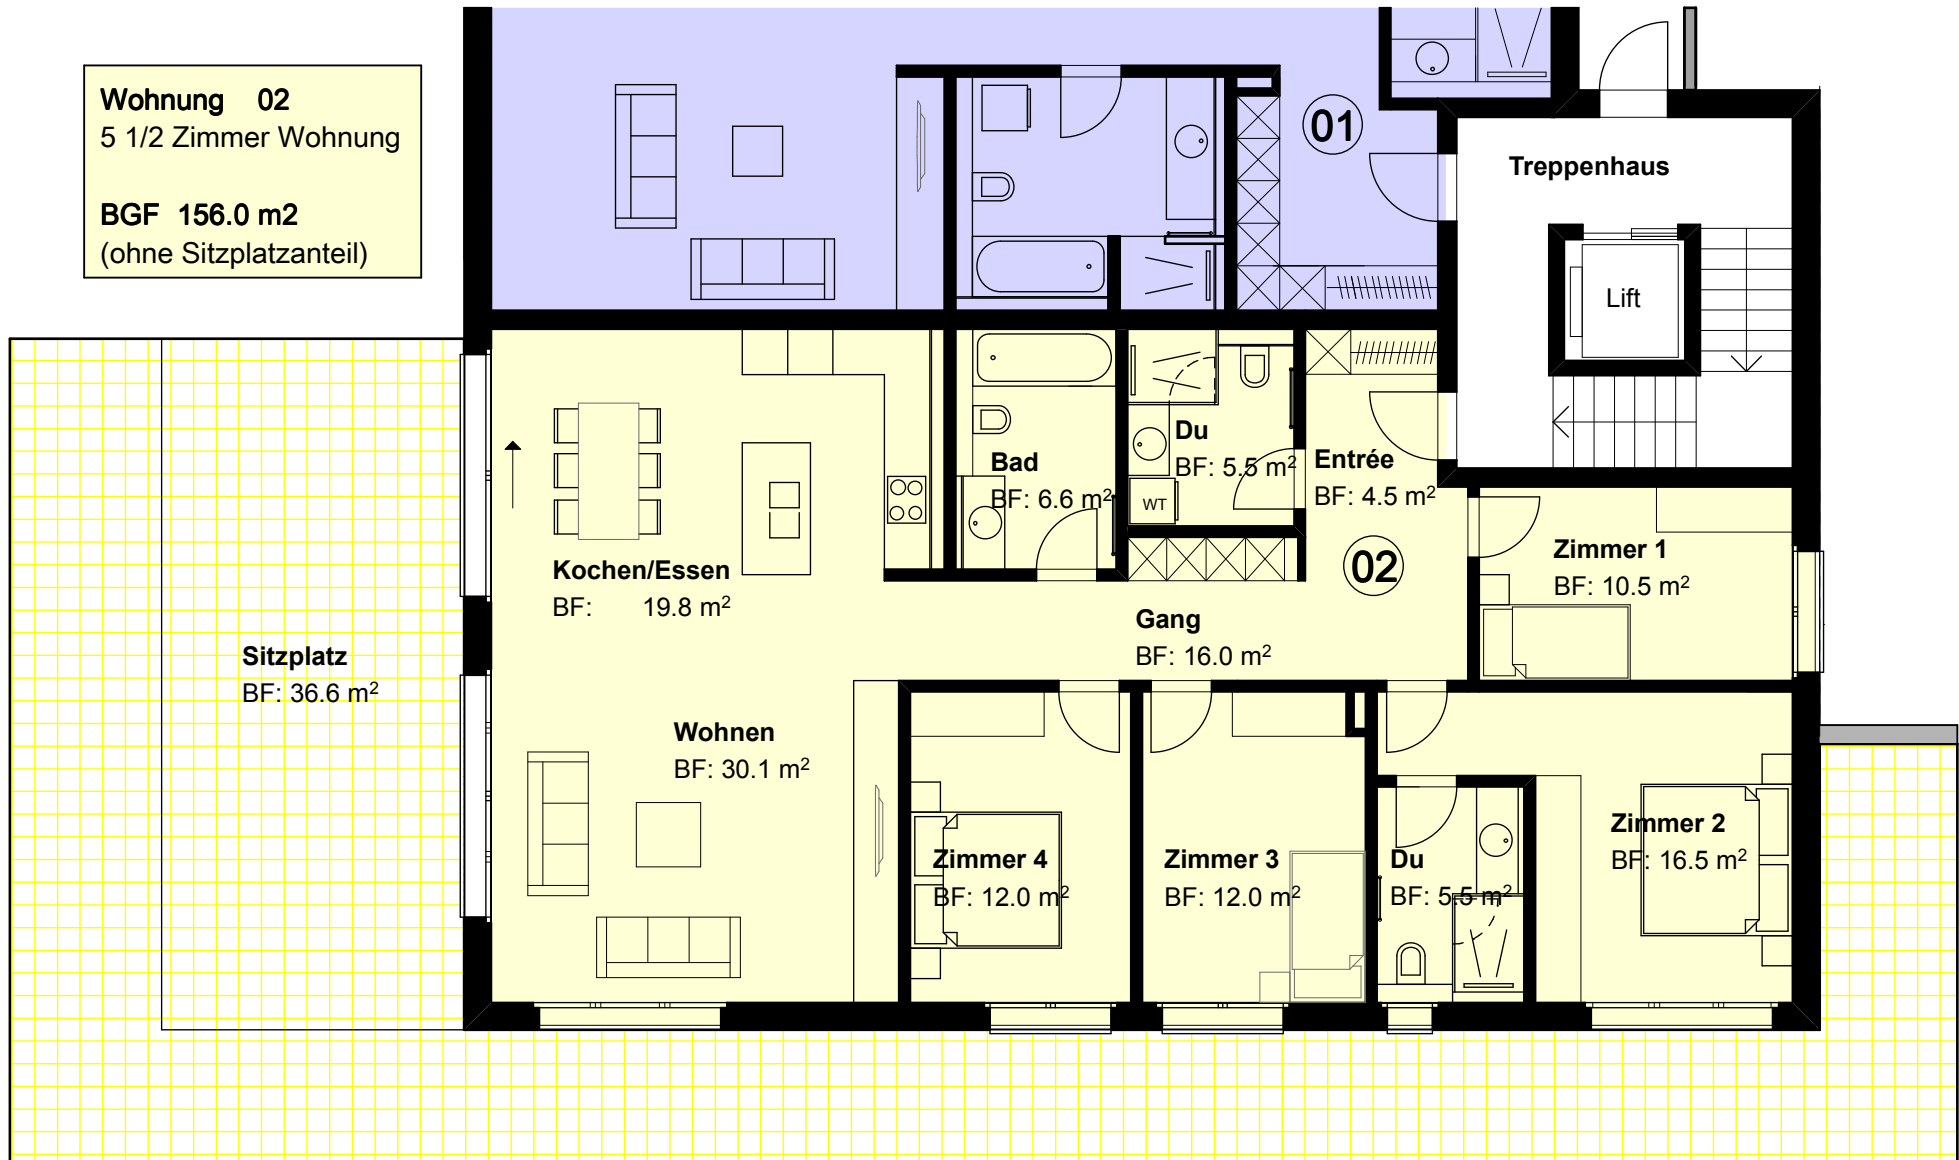 Wohnung 02
5 1/2 Zimmer Wohnung
BGF 156.0 m2
(ohne Sitzplatzanteil)
01
Treppenhaus
Lift
Du
BF: 5.5 m²
Entrée
BF: 4.5 m²
Bad
BF: 6.6 m²
WT
02
Zimmer 1
BF: 10.5 m²
Kochen/Essen
BF: 19.8 m²
Gang
BF: 16.0 m²
Sitzplatz
BF: 36.6 m²
Wohnen
BF: 30.1 m²
Zimmer 4
BF: 12.0 m²
Zimmer 3
BF: 12.0 m²
Du
BF: 5.5 m²
Zimmer 2
BF: 16.5 m²